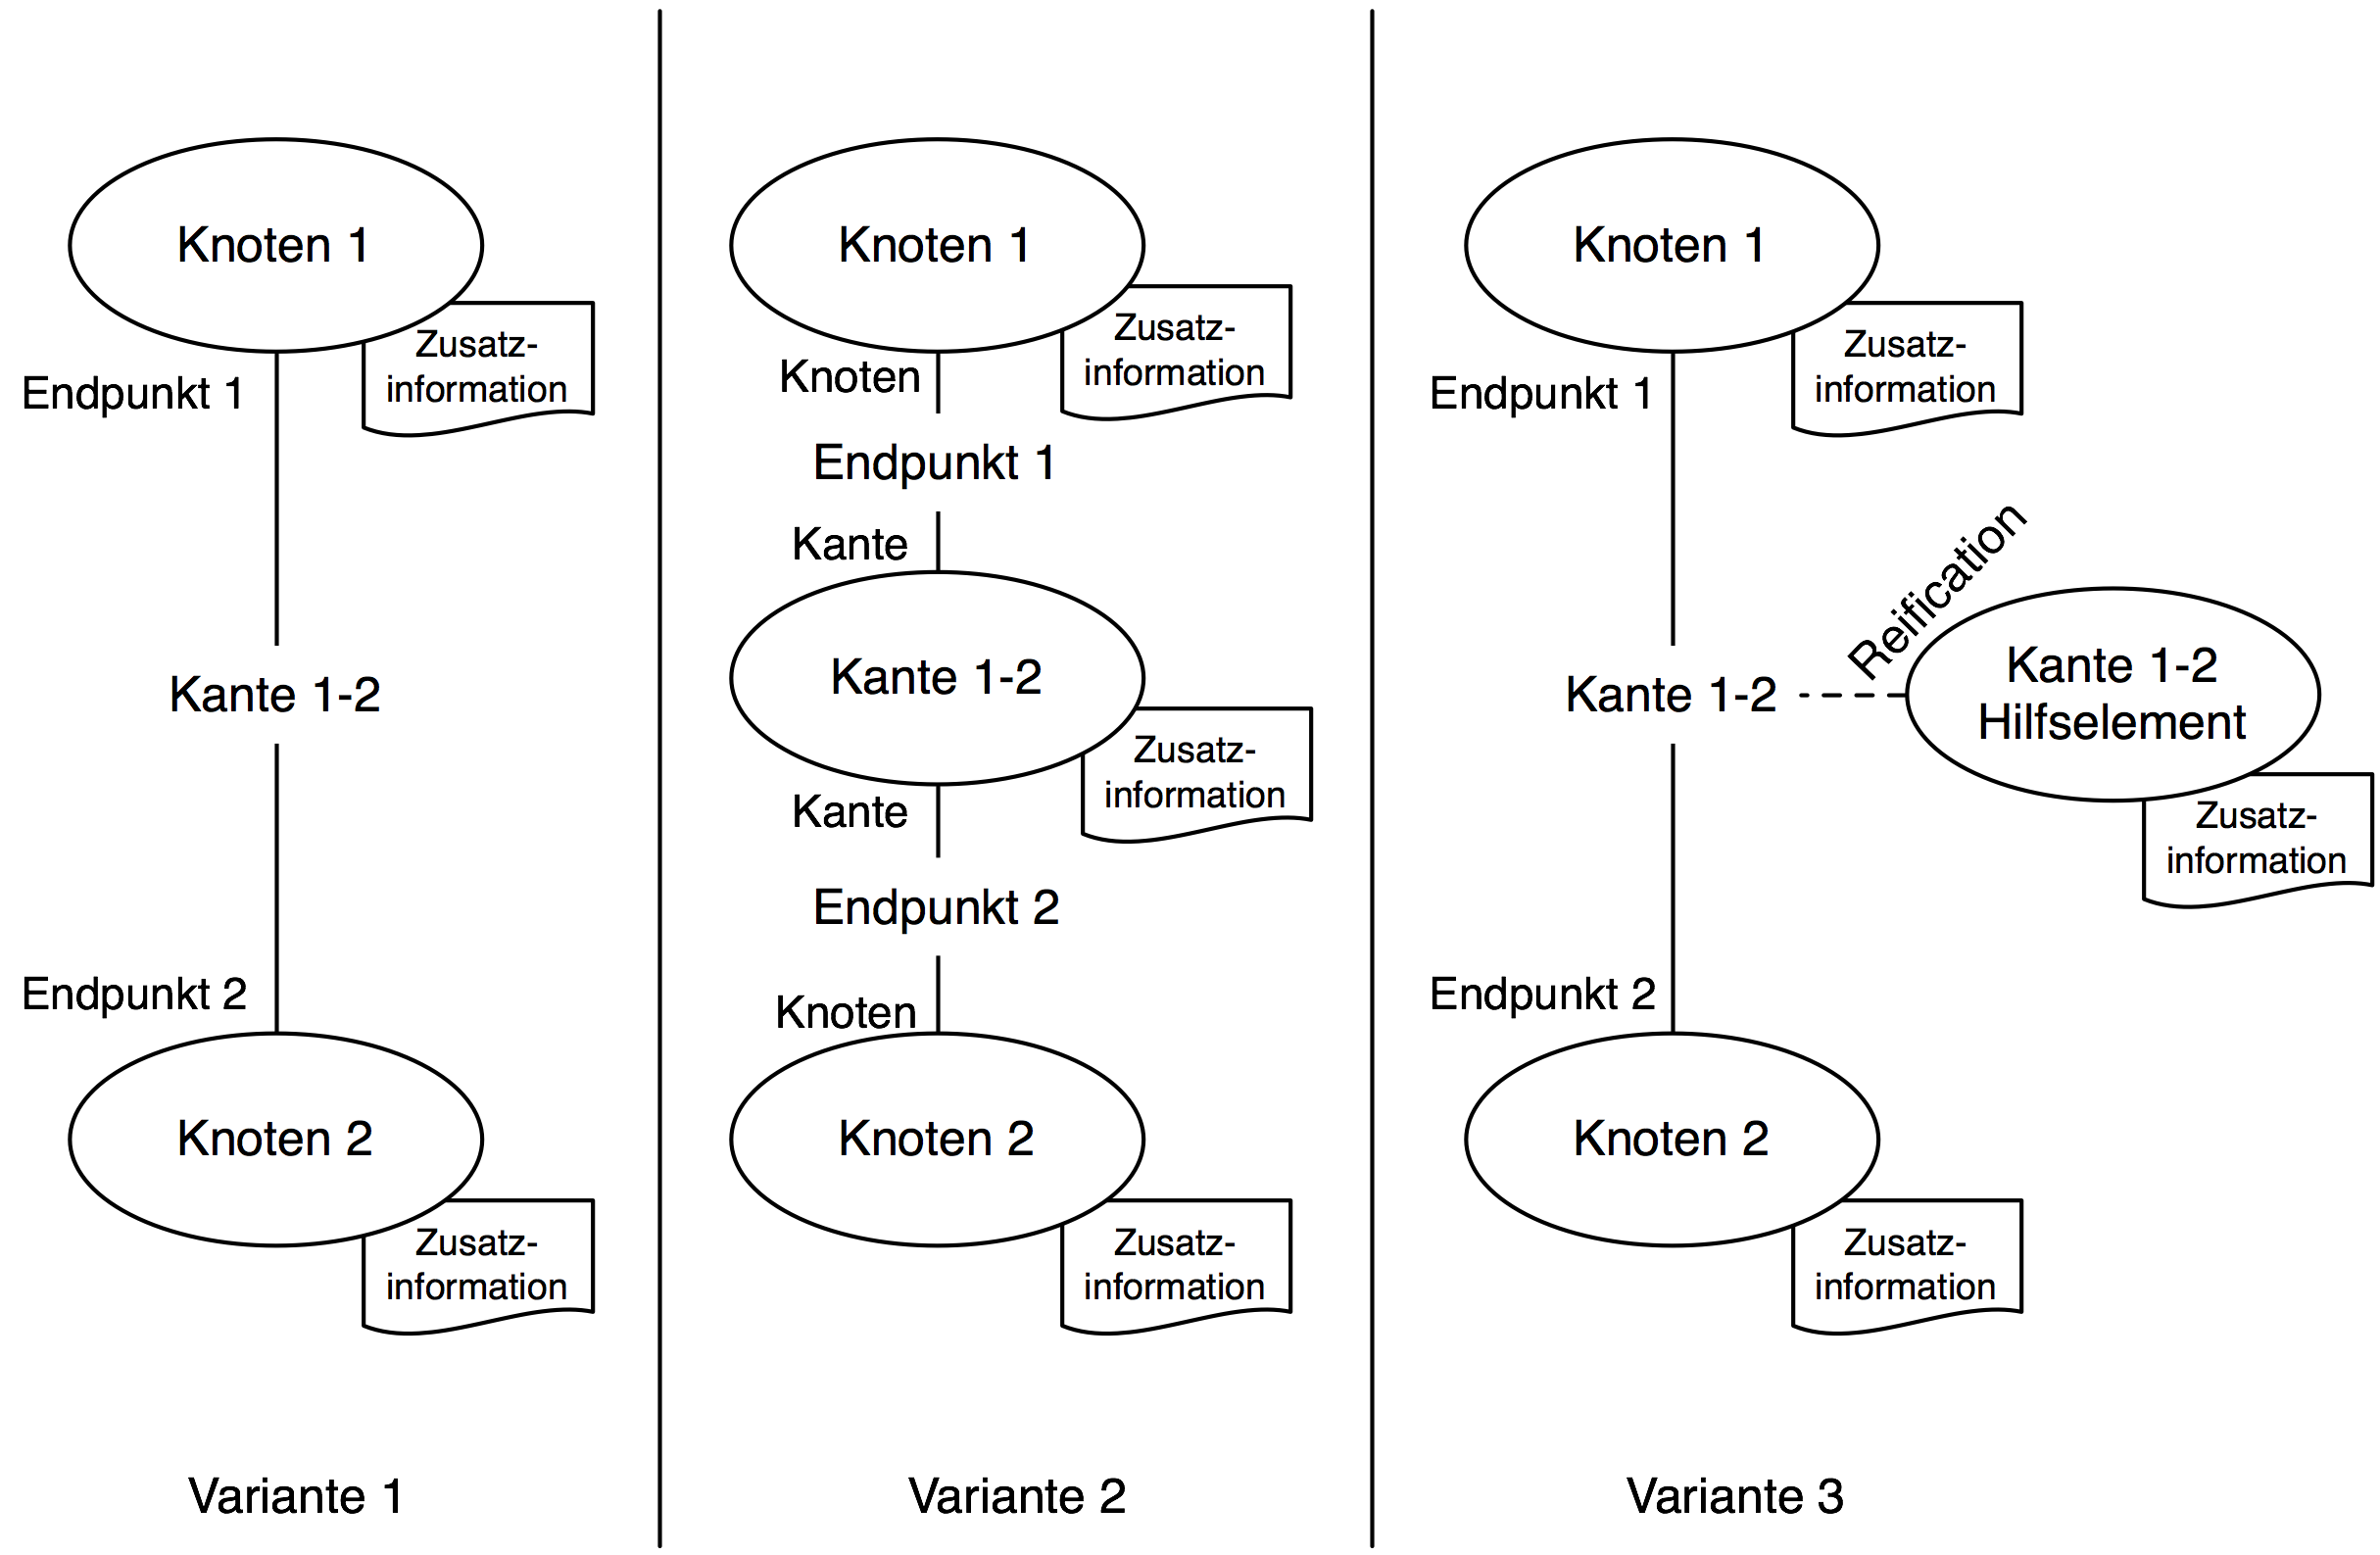 Knoten 1
Zusatz-
information
Endpunkt 1
Kante 1-2
Endpunkt 2
Knoten 2
Zusatz-
information
Variante 1
Knoten 1
Zusatz-
information
Knoten
Endpunkt 1
Kante
Kante 1-2
Zusatz-
information
Kante
Endpunkt 2
Knoten
Knoten 2
Zusatz-
information
Variante 2
Knoten 1
Zusatz-
information
Endpunkt 1
Reification
Kante 1-2
Kante 1-2
Hilfselement
Zusatz-
information
Endpunkt 2
Knoten 2
Zusatz-
information
Variante 3